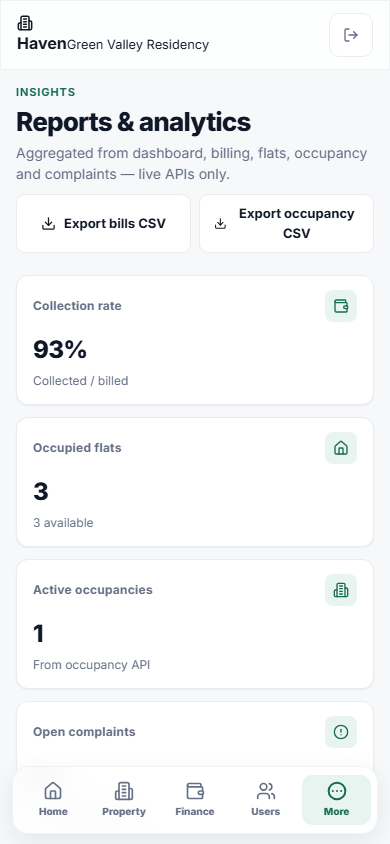 HavenGreen Valley Residency
INSIGHTS
Reports & analytics
Aggregated from dashboard, billing, flats, occupancy
and complaints — live APIs only.
Export bills CSV
Export occupancy
CSV
Collection rate
93%
Collected / billed
Occupied flats
3
3 available
Active occupancies
1
From occupancy API
Open complaints
Home Property Finance Users More